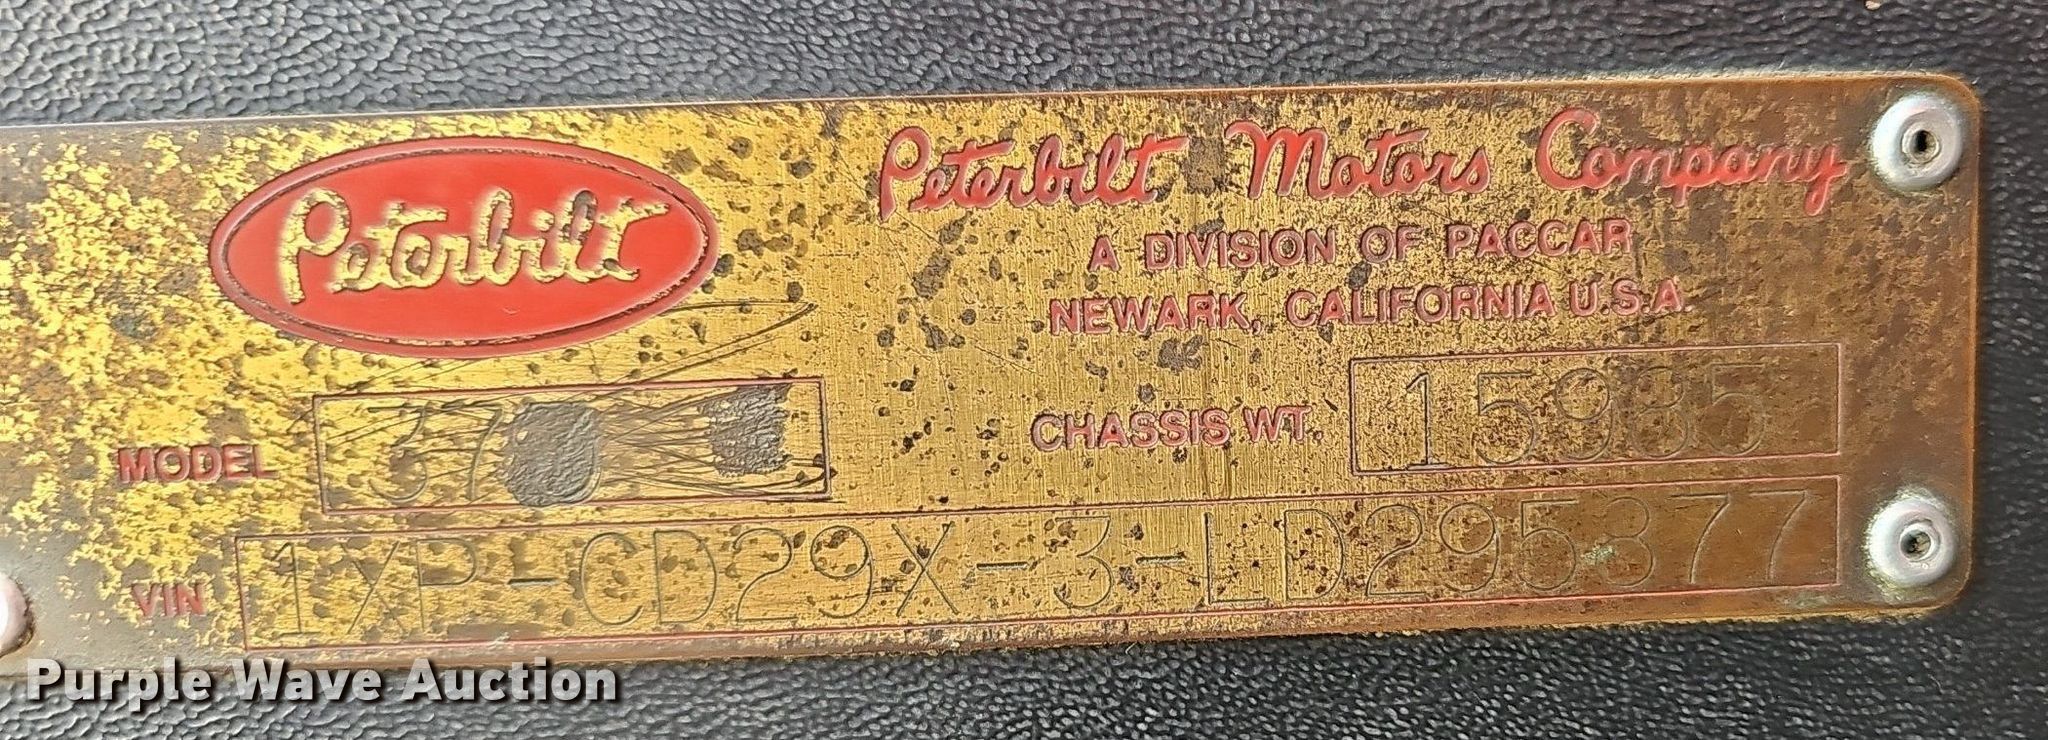 Peterbilt
Peterbilt Motors Company
A DIVISION OF PACCAR
NEWARK, CALIFORNIA U.S.A.
MODEL 37
CHASSIS WT. 15985
VIN 1XP-CD29X-3-LD295377
Purple Wave Auction